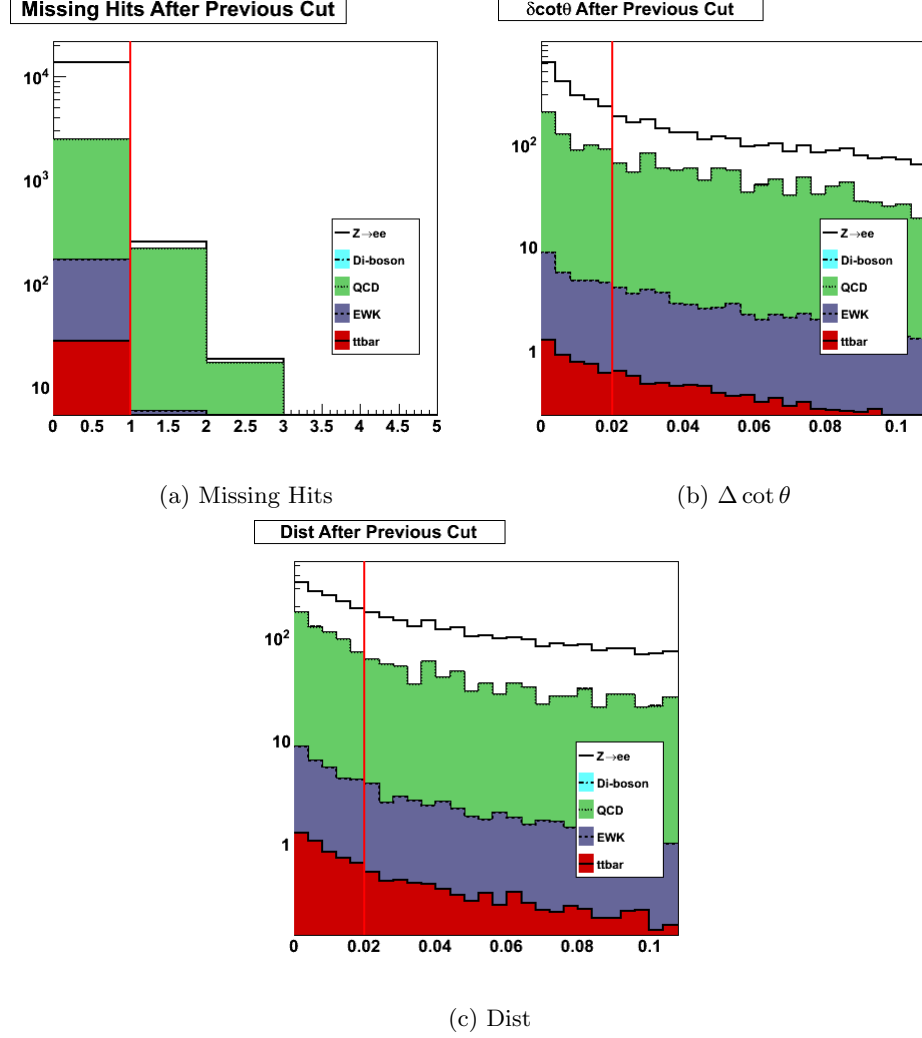 Missing Hits After Previous Cut
10⁴
10³
10²
10
Z→ee
Di-boson
QCD
EWK
ttbar
0 0.5 1 1.5 2 2.5 3 3.5 4 4.5 5
(a) Missing Hits
δcotθ After Previous Cut
10²
10
1
Z→ee
Di-boson
QCD
EWK
ttbar
0 0.02 0.04 0.06 0.08 0.1
(b) Δ cot θ
Dist After Previous Cut
10²
10
1
Z→ee
Di-boson
QCD
EWK
ttbar
0 0.02 0.04 0.06 0.08 0.1
(c) Dist